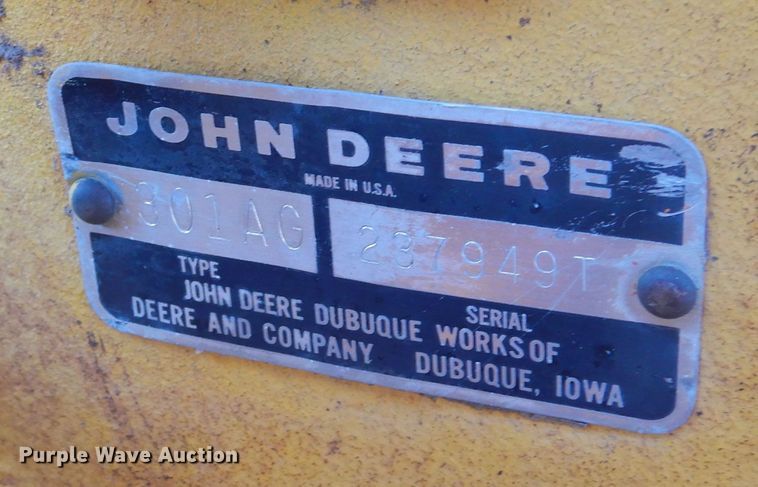 JOHN DEERE
MADE IN U.S.A.
301AG 237949T
TYPE SERIAL
JOHN DEERE DUBUQUE WORKS OF
DEERE AND COMPANY DUBUQUE, IOWA
Purple Wave Auction